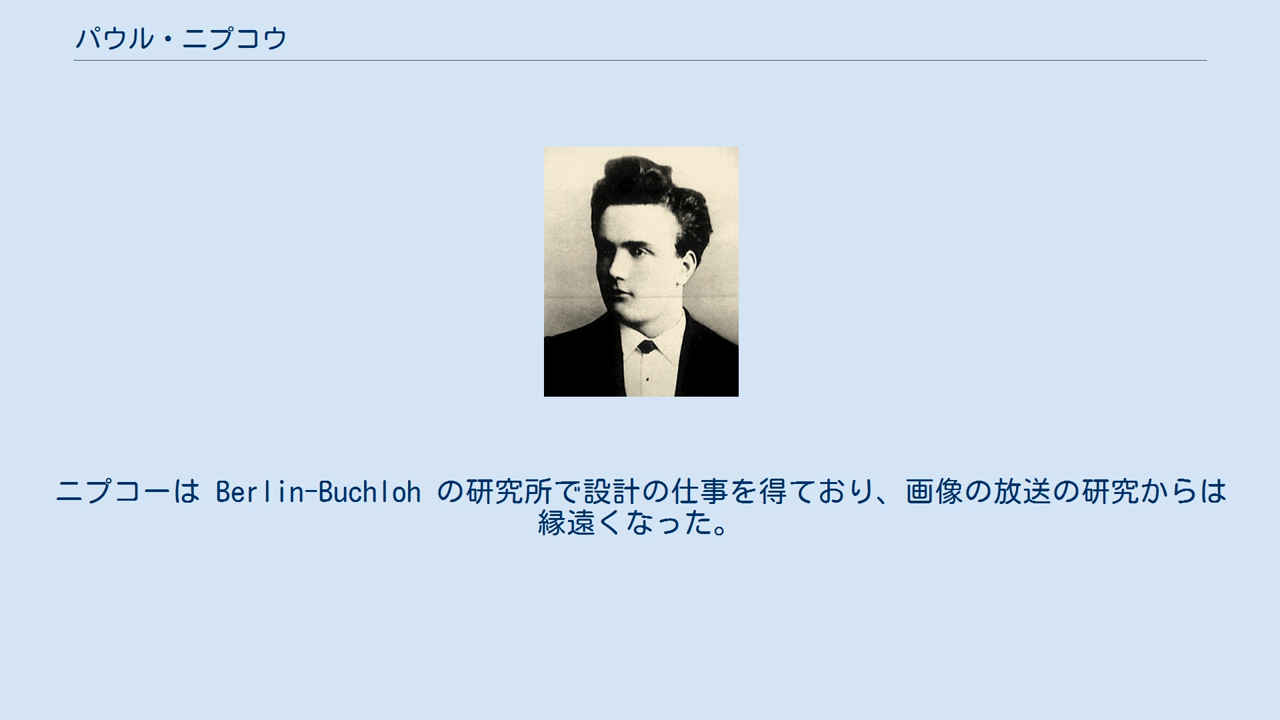 パウル・ニプコウ
ニプコーは Berlin-Buchloh の研究所で設計の仕事を得ており、画像の放送の研究からは
縁遠くなった。